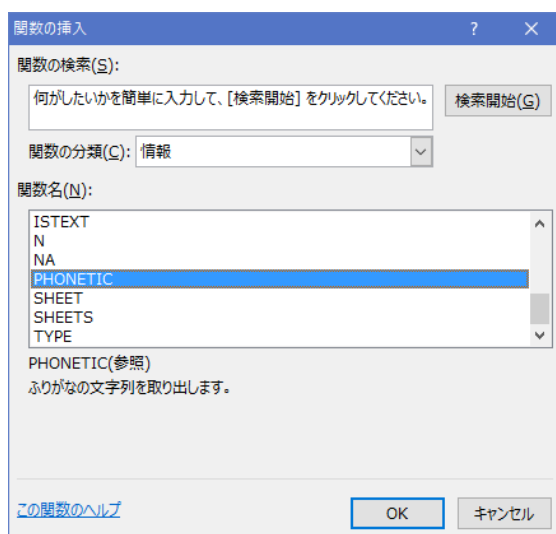 関数の挿入 ? ×
関数の検索(S):
何がしたいかを簡単に入力して、[検索開始] をクリックしてください。 検索開始(G)
関数の分類(C): 情報
関数名(N):
ISTEXT
N
NA
PHONETIC
SHEET
SHEETS
TYPE
PHONETIC(参照)
ふりがなの文字列を取り出します。
この関数のヘルプ OK キャンセル